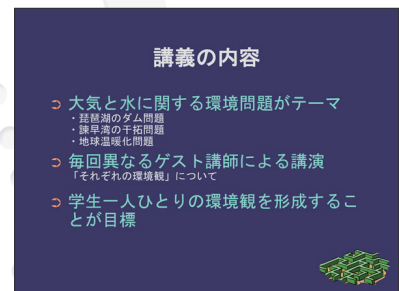 講義の内容
大気と水に関する環境問題がテーマ
・琵琶湖のダム問題
・諫早湾の干拓問題
・地球温暖化問題
毎回異なるゲスト講師による講演
「それぞれの環境観」について
学生一人ひとりの環境観を形成するこ
とが目標